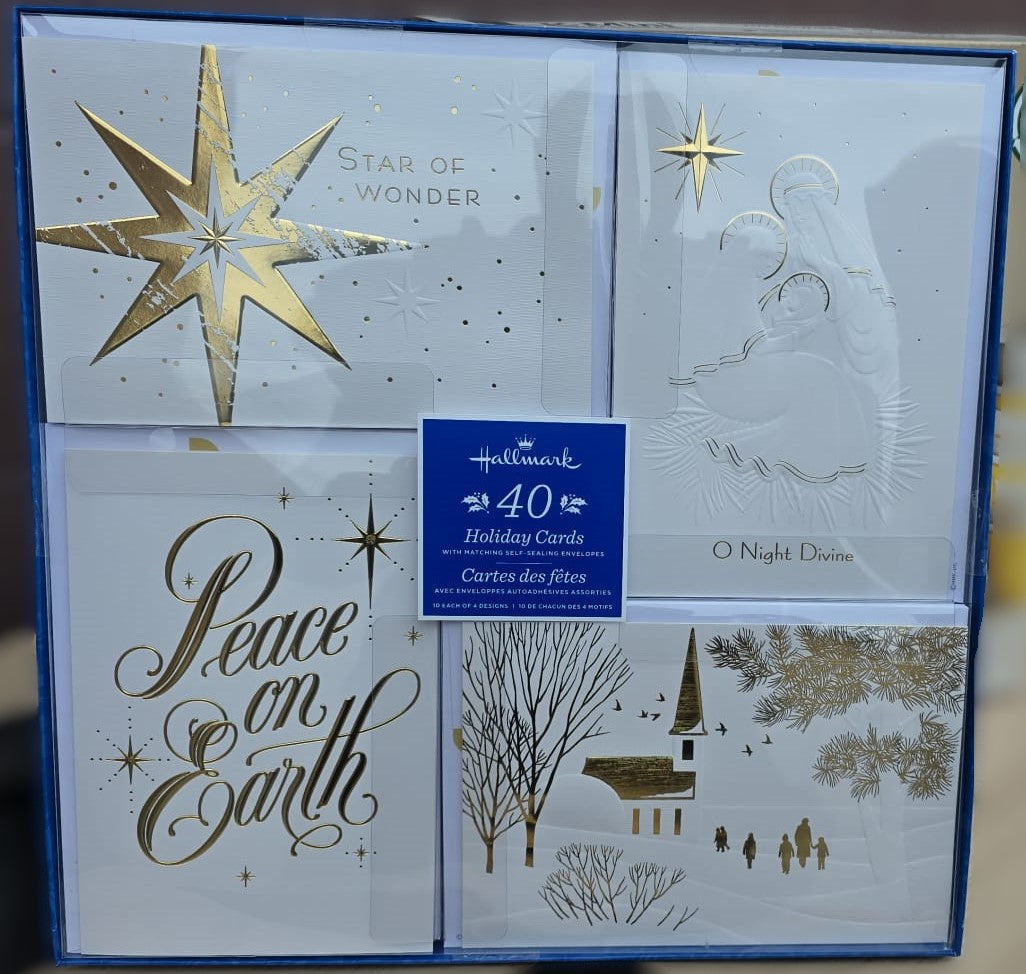 STAR OF
WONDER
O Night Divine
Hallmark
40
Holiday Cards
WITH MATCHING SELF-SEALING ENVELOPES
Cartes des fêtes
AVEC ENVELOPPES AUTOADHÉSIVES ASSORTIES
10 EACH OF 4 DESIGNS | 10 DE CHACUN DES 4 MOTIFS
Peace
on
Earth